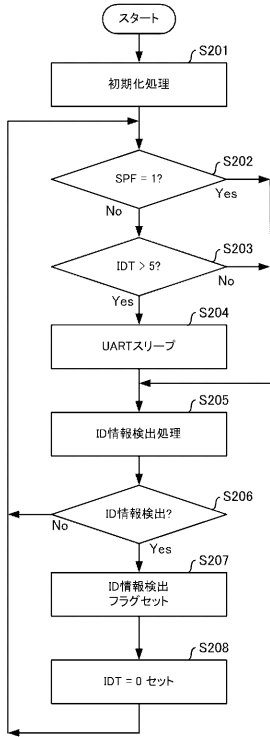 スタート
S201
初期化処理
S202
SPF = 1?
Yes
No
S203
IDT > 5?
No
Yes
S204
UARTスリープ
S205
ID情報検出処理
S206
ID情報検出?
No
Yes
S207
ID情報検出
フラグセット
S208
IDT = 0 セット